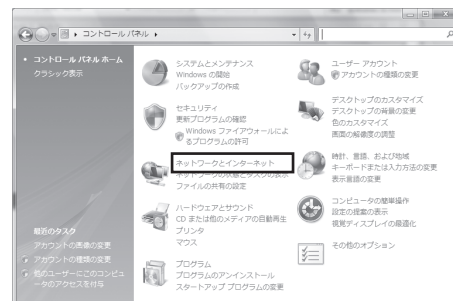 コントロール パネル
コントロール パネル ホーム
クラシック表示
システムとメンテナンス
Windows の開始
バックアップの作成
セキュリティ
更新プログラムの確認
Windows ファイアウォールによ
るプログラムの許可
ネットワークとインターネット
ネットワークの状態とタスクの表示
ファイルの共有の設定
ハードウェアとサウンド
CD または他のメディアの自動再生
プリンタ
マウス
プログラム
プログラムのアンインストール
スタートアップ プログラムの変更
ユーザー アカウント
アカウントの種類の変更
デスクトップのカスタマイズ
デスクトップの背景の変更
色のカスタマイズ
画面の解像度の調整
時計、言語、および地域
キーボードまたは入力方法の変更
表示言語の変更
コンピュータの簡単操作
設定の提案の表示
視覚ディスプレイの最適化
その他のオプション
最近のタスク
アカウントの画像の変更
アカウントの種類の変更
他のユーザーにこのコンピュ
ータのアクセスを付与